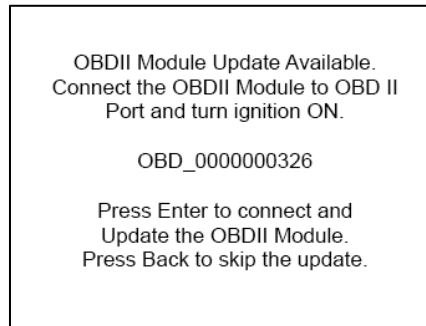 OBDII Module Update Available.
Connect the OBDII Module to OBD II
Port and turn ignition ON.
OBD_0000000326
Press Enter to connect and
Update the OBDII Module.
Press Back to skip the update.